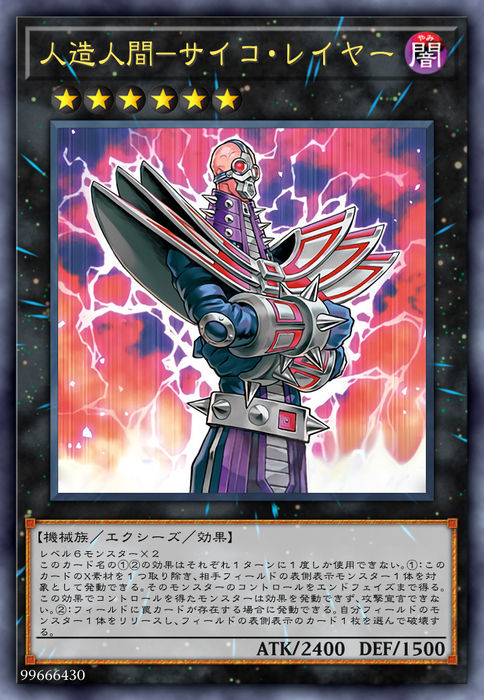 人造人間－サイコ・レイヤー
やみ
闇
【機械族／エクシーズ／効果】
レベル６モンスター×２
このカード名の①②の効果はそれぞれ１ターンに１度しか使用できない。①：この
カードのX素材を１つ取り除き、相手フィールドの表側表示モンスター１体を対
象として発動できる。そのモンスターのコントロールをエンドフェイズまで得る。
この効果でコントロールを得たモンスターは効果を発動できず、攻撃宣言できな
い。②：フィールドに罠カードが存在する場合に発動できる。自分フィールドのモ
ンスター１体をリリースし、フィールドの表側表示のカード１枚を選んで破壊す
る。
ATK/2400 DEF/1500
99666430